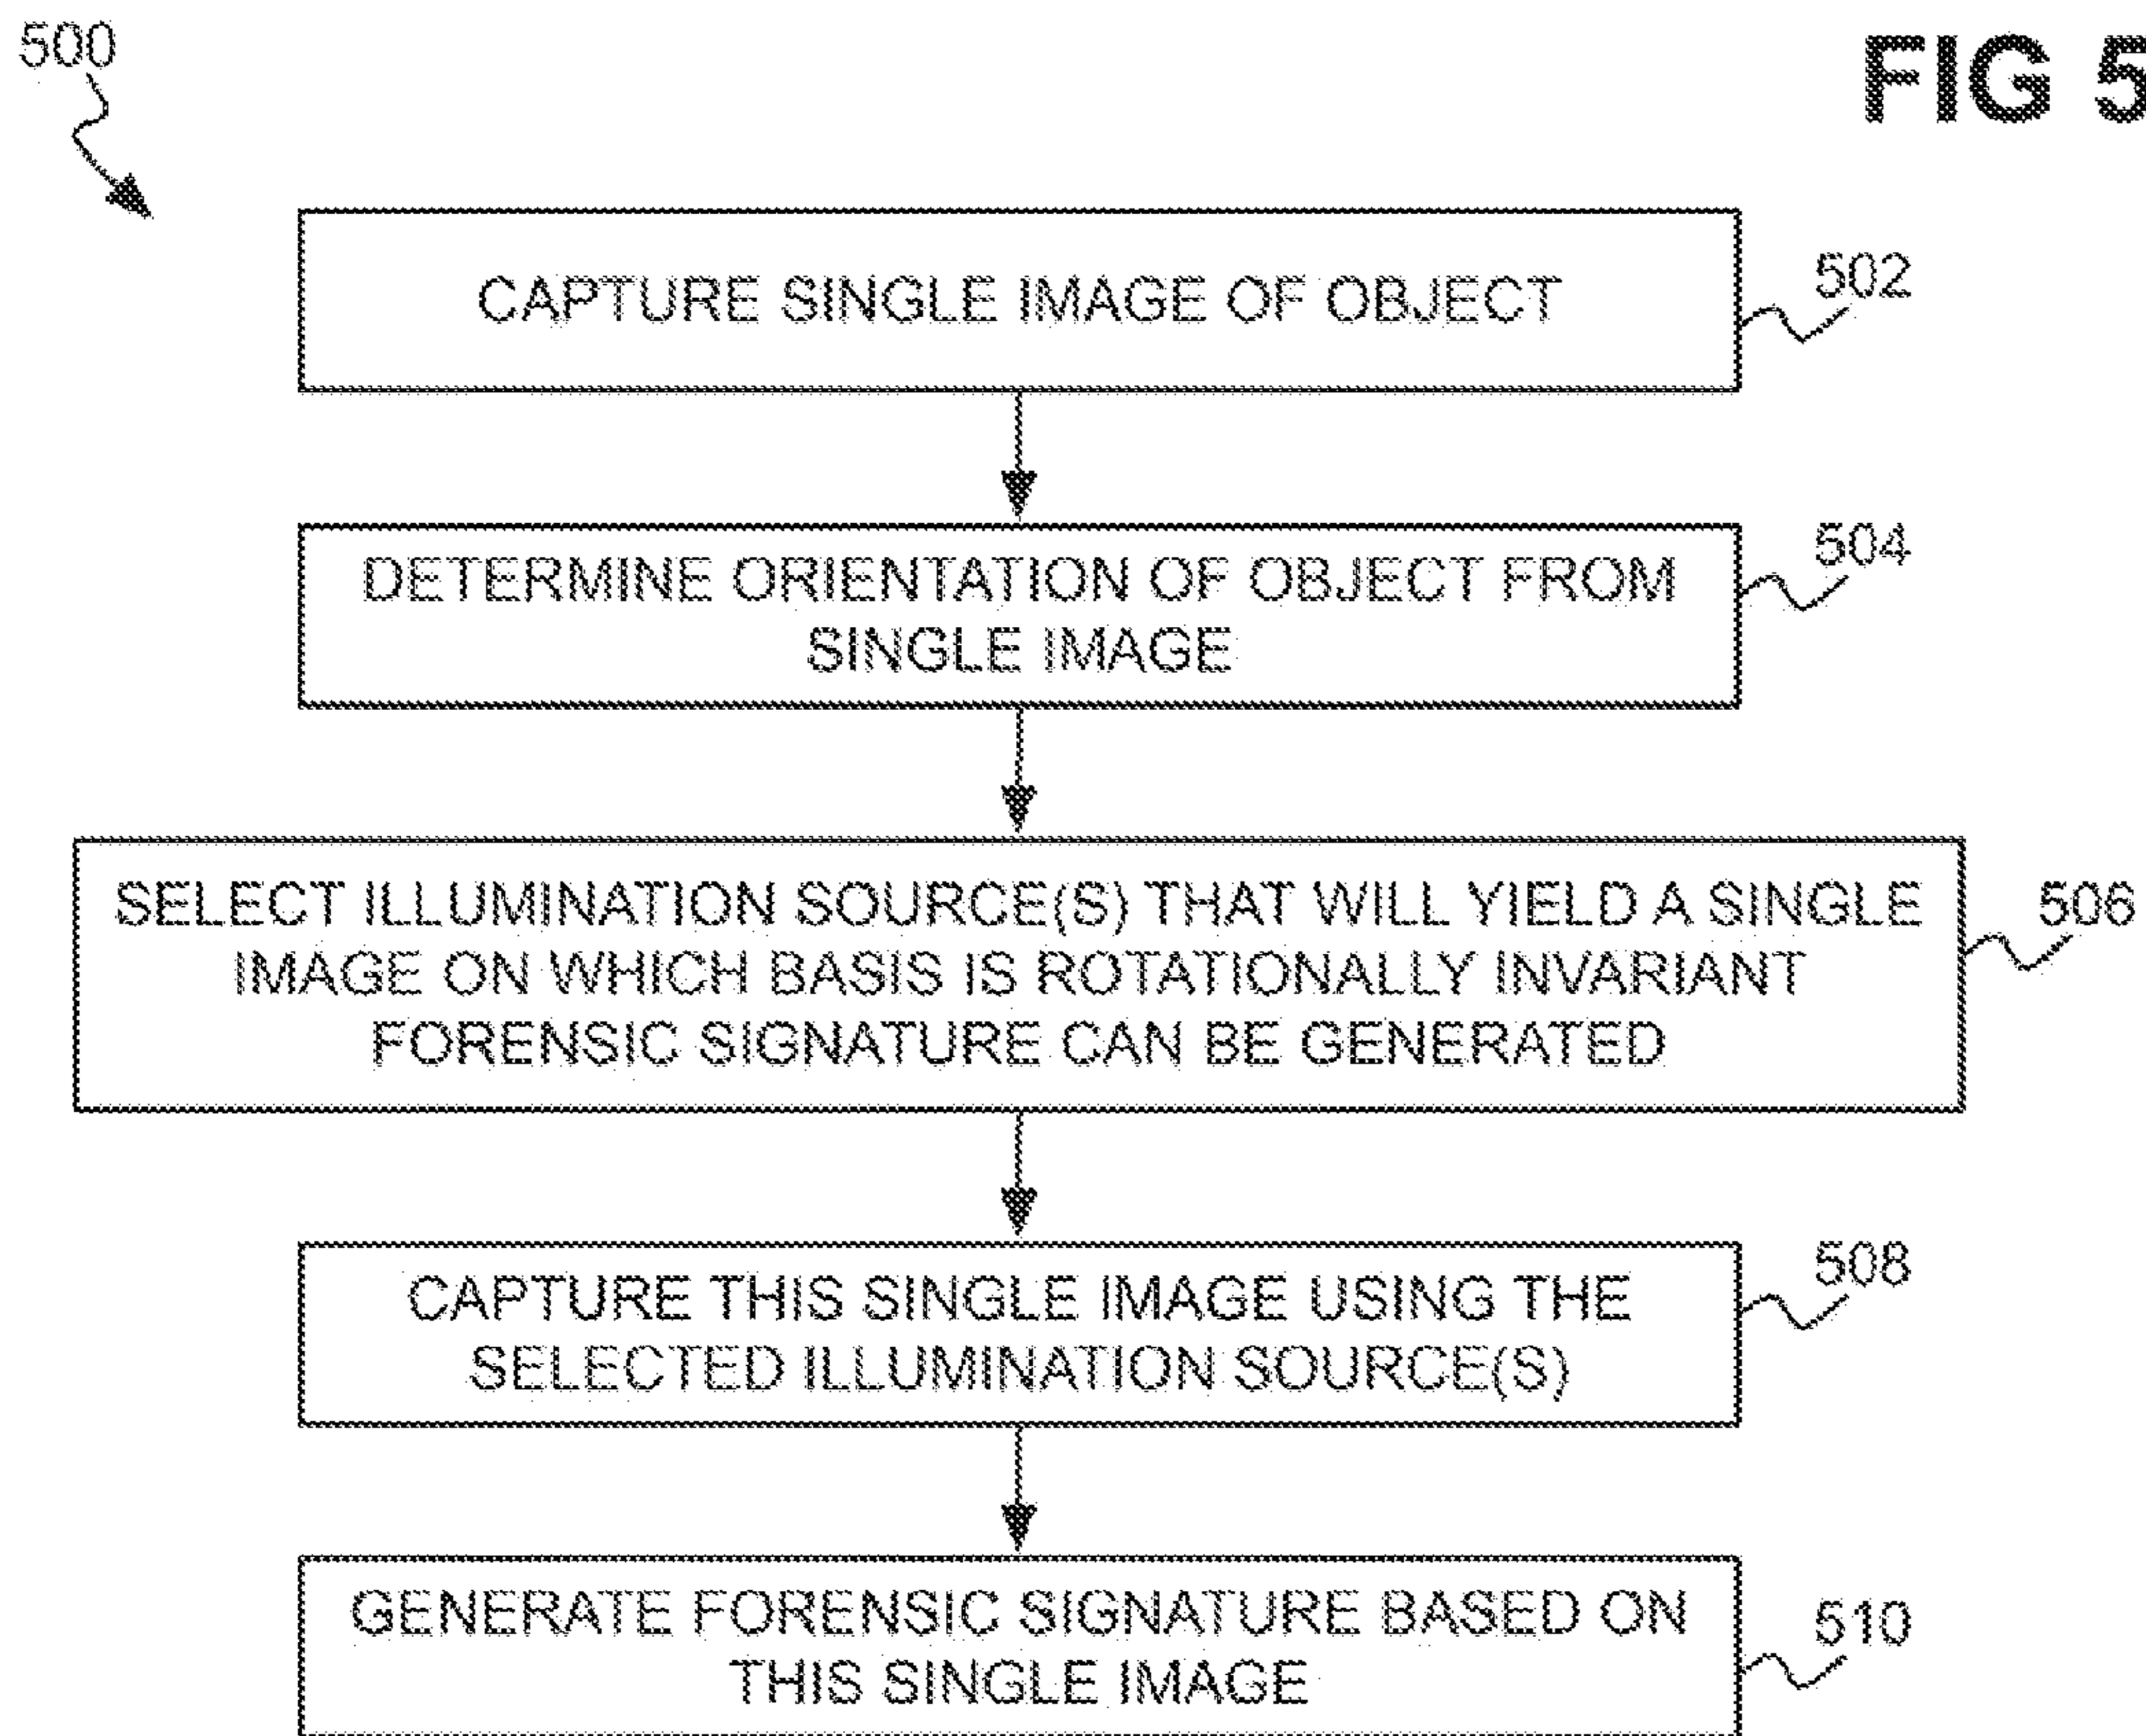 500
FIG 5
CAPTURE SINGLE IMAGE OF OBJECT
502
DETERMINE ORIENTATION OF OBJECT FROM
SINGLE IMAGE
504
SELECT ILLUMINATION SOURCE(S) THAT WILL YIELD A SINGLE
IMAGE ON WHICH BASIS IS ROTATIONALLY INVARIANT
FORENSIC SIGNATURE CAN BE GENERATED
506
CAPTURE THIS SINGLE IMAGE USING THE
SELECTED ILLUMINATION SOURCE(S)
508
GENERATE FORENSIC SIGNATURE BASED ON
THIS SINGLE IMAGE
510